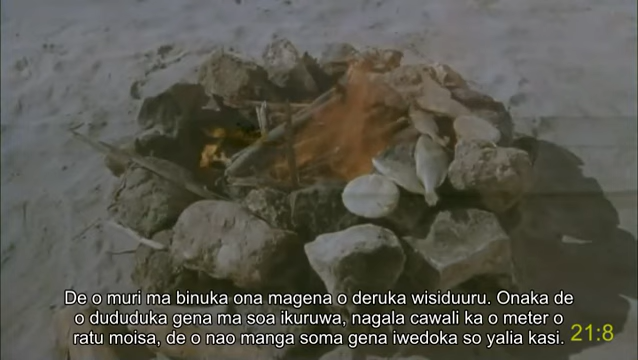 De o muri ma binuka ona magena o deruka wisiduuru. Onaka de
o dududuka gena ma soa ikuruwa, nagala cawali ka o meter o
ratu moisa, de o nao manga soma gena iwedoka so yalia kasi.
21:8